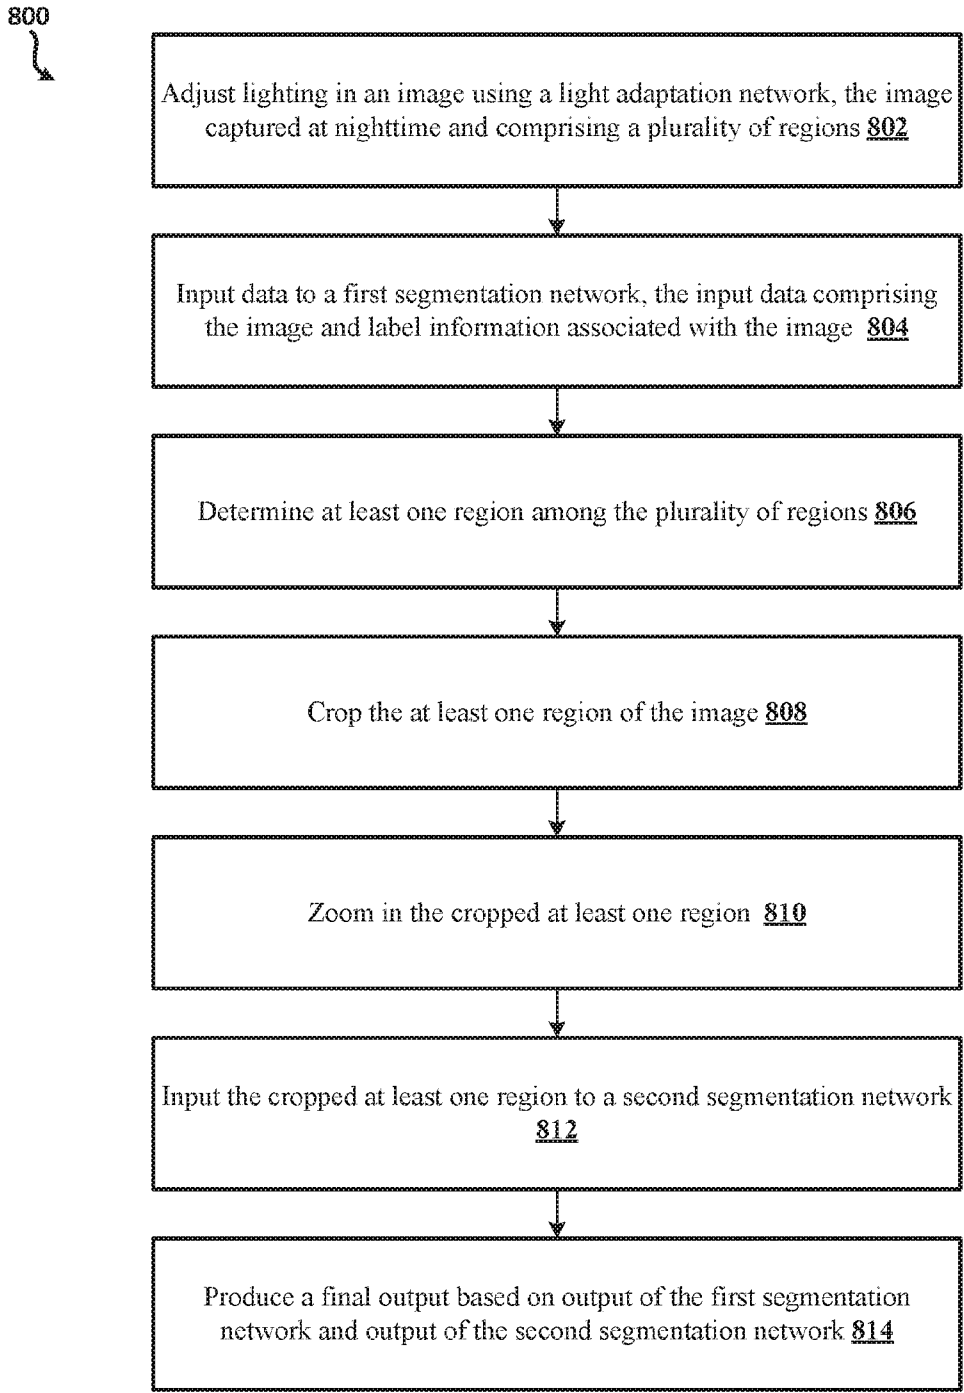 800
Adjust lighting in an image using a light adaptation network, the image
captured at nighttime and comprising a plurality of regions 802
Input data to a first segmentation network, the input data comprising
the image and label information associated with the image 804
Determine at least one region among the plurality of regions 806
Crop the at least one region of the image 808
Zoom in the cropped at least one region 810
Input the cropped at least one region to a second segmentation network
812
Produce a final output based on output of the first segmentation
network and output of the second segmentation network 814